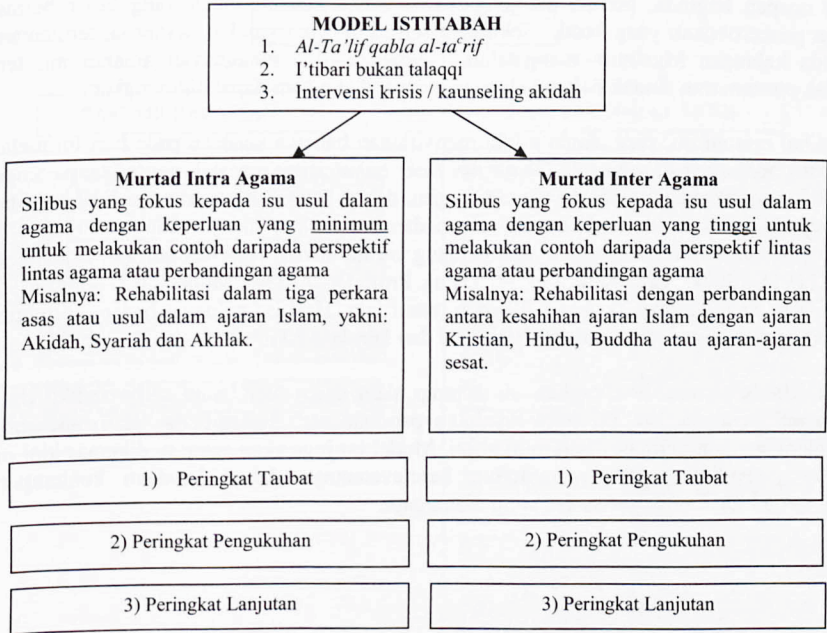 MODEL ISTITABAH
1. Al-Ta'lif qabla al-taᶜrif
2. I'tibari bukan talaqqi
3. Intervensi krisis / kaunseling akidah
Murtad Intra Agama
Silibus yang fokus kepada isu usul dalam
agama dengan keperluan yang minimum
untuk melakukan contoh daripada perspektif
lintas agama atau perbandingan agama
Misalnya: Rehabilitasi dalam tiga perkara
asas atau usul dalam ajaran Islam, yakni:
Akidah, Syariah dan Akhlak.
Murtad Inter Agama
Silibus yang fokus kepada isu usul dalam
agama dengan keperluan yang tinggi untuk
melakukan contoh daripada perspektif lintas
agama atau perbandingan agama
Misalnya: Rehabilitasi dengan perbandingan
antara kesahihan ajaran Islam dengan ajaran
Kristian, Hindu, Buddha atau ajaran-ajaran
sesat.
1) Peringkat Taubat
1) Peringkat Taubat
2) Peringkat Pengukuhan
2) Peringkat Pengukuhan
3) Peringkat Lanjutan
3) Peringkat Lanjutan